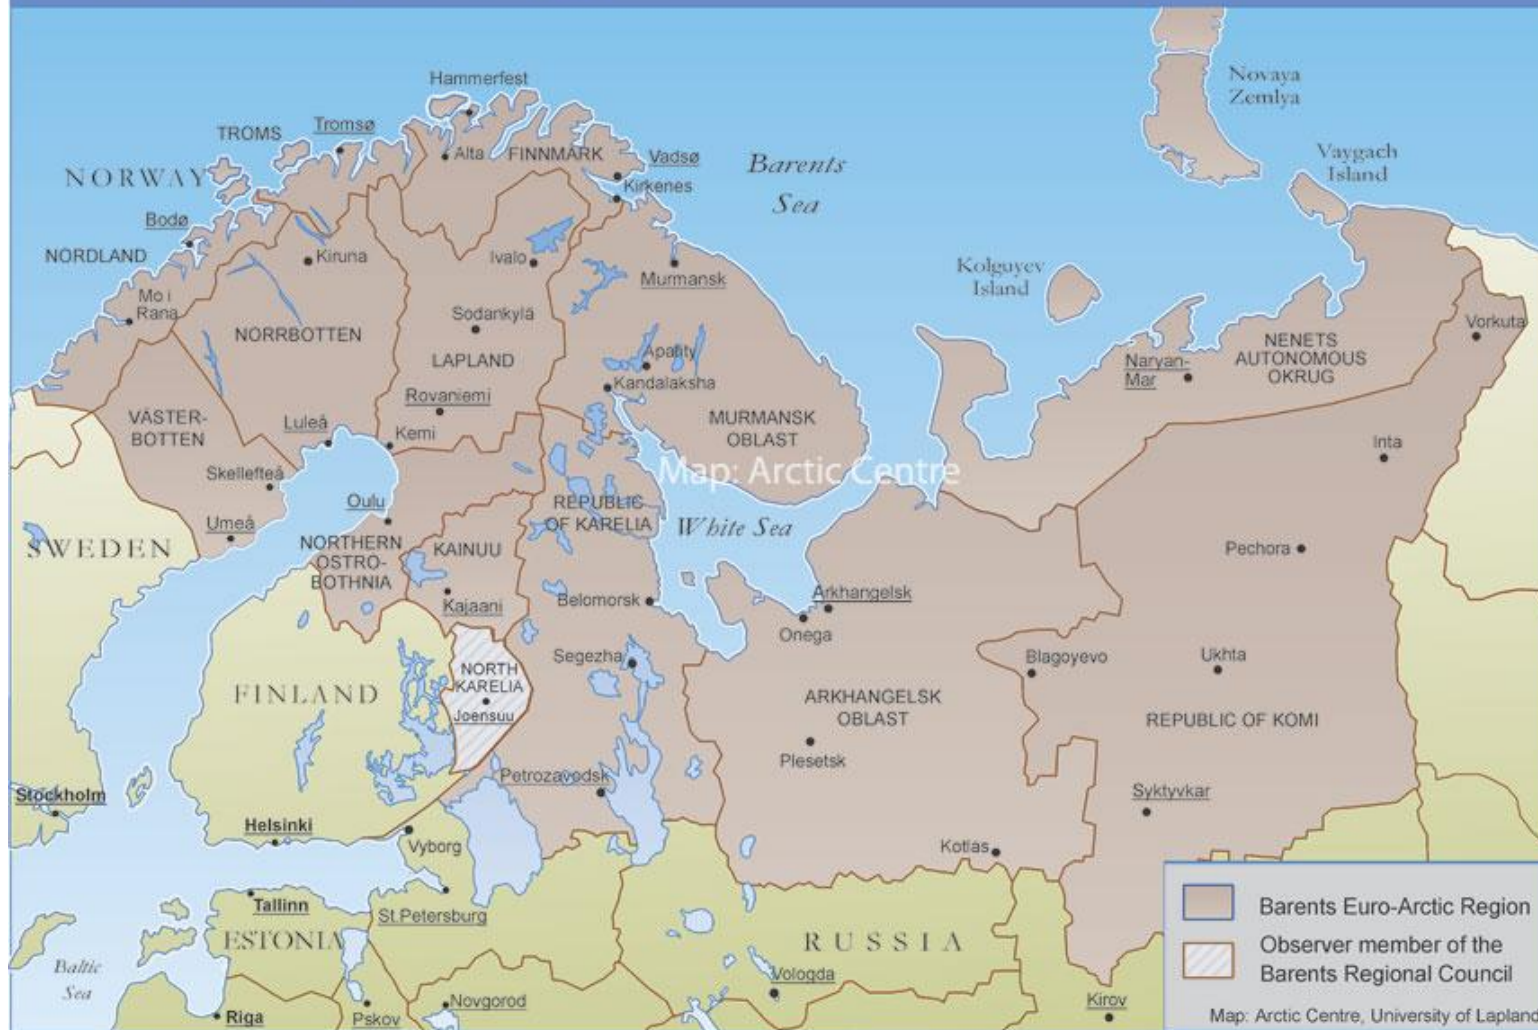 Hammerfest
Novaya
Zemlya
TROMS
Tromsø
Alta
FINNMARK
Vadsø
Kirkenes
Barents
Sea
Vaygach
Island
NORWAY
Bodø
NORDLAND
Kiruna
Ivalo
Murmansk
Kolguyev
Island
Mo i
Rana
NORRBOTTEN
Sodankylä
LAPLAND
Apatity
Kandalaksha
Rovaniemi
Naryan-
Mar
NENETS
AUTONOMOUS
OKRUG
Vorkuta
VÄSTER-
BOTTEN
Luleå
Kemi
MURMANSK
OBLAST
Inta
Map: Arctic Centre
Skellefteå
Oulu
REPUBLIC
OF KARELIA
White Sea
Umeå
SWEDEN
NORTHERN
OSTRO-
BOTHNIA
KAINUU
Pechora
Kajaani
Belomorsk
Arkhangelsk
Onega
Segezha
Blagoyevo
Ukhta
FINLAND
NORTH
KARELIA
Joensuu
ARKHANGELSK
OBLAST
REPUBLIC OF KOMI
Plesetsk
Petrozavodsk
Syktyvkar
Stockholm
Helsinki
Vyborg
Kotlas
Tallinn
St.Petersburg
ESTONIA
RUSSIA
Baltic
Sea
Vologda
Riga
Pskov
Novgorod
Kirov
Barents Euro-Arctic Region
Observer member of the
Barents Regional Council
Map: Arctic Centre, University of Lapland